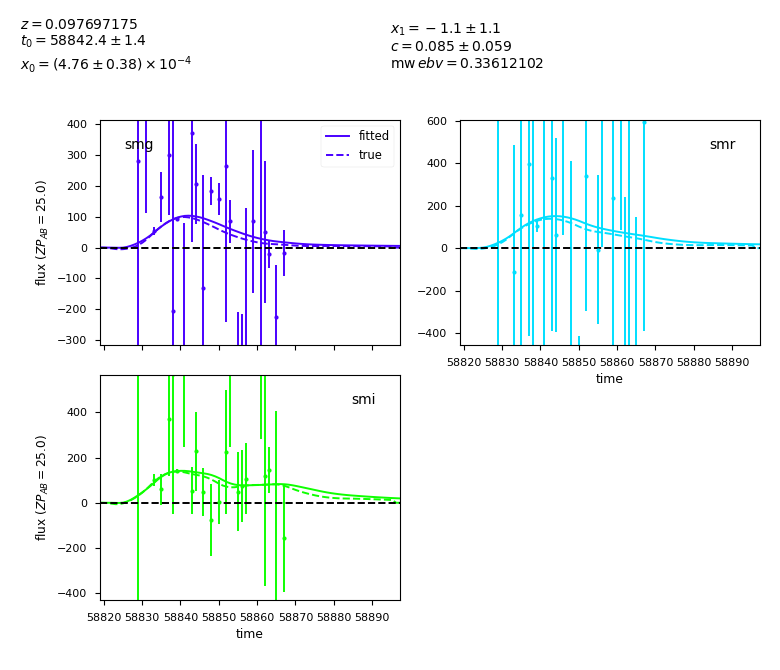 z = 0.097697175
t₀ = 58842.4 ± 1.4
x₀ = (4.76 ± 0.38) × 10⁻⁴
x₁ = −1.1 ± 1.1
c = 0.085 ± 0.059
mw ebv = 0.33612102
smg
fitted
true
400
300
200
100
0
−100
−200
−300
flux (ZP_AB = 25.0)
smr
600
400
200
0
−200
−400
58820 58830 58840 58850 58860 58870 58880 58890
time
smi
400
200
0
−200
−400
flux (ZP_AB = 25.0)
58820 58830 58840 58850 58860 58870 58880 58890
time